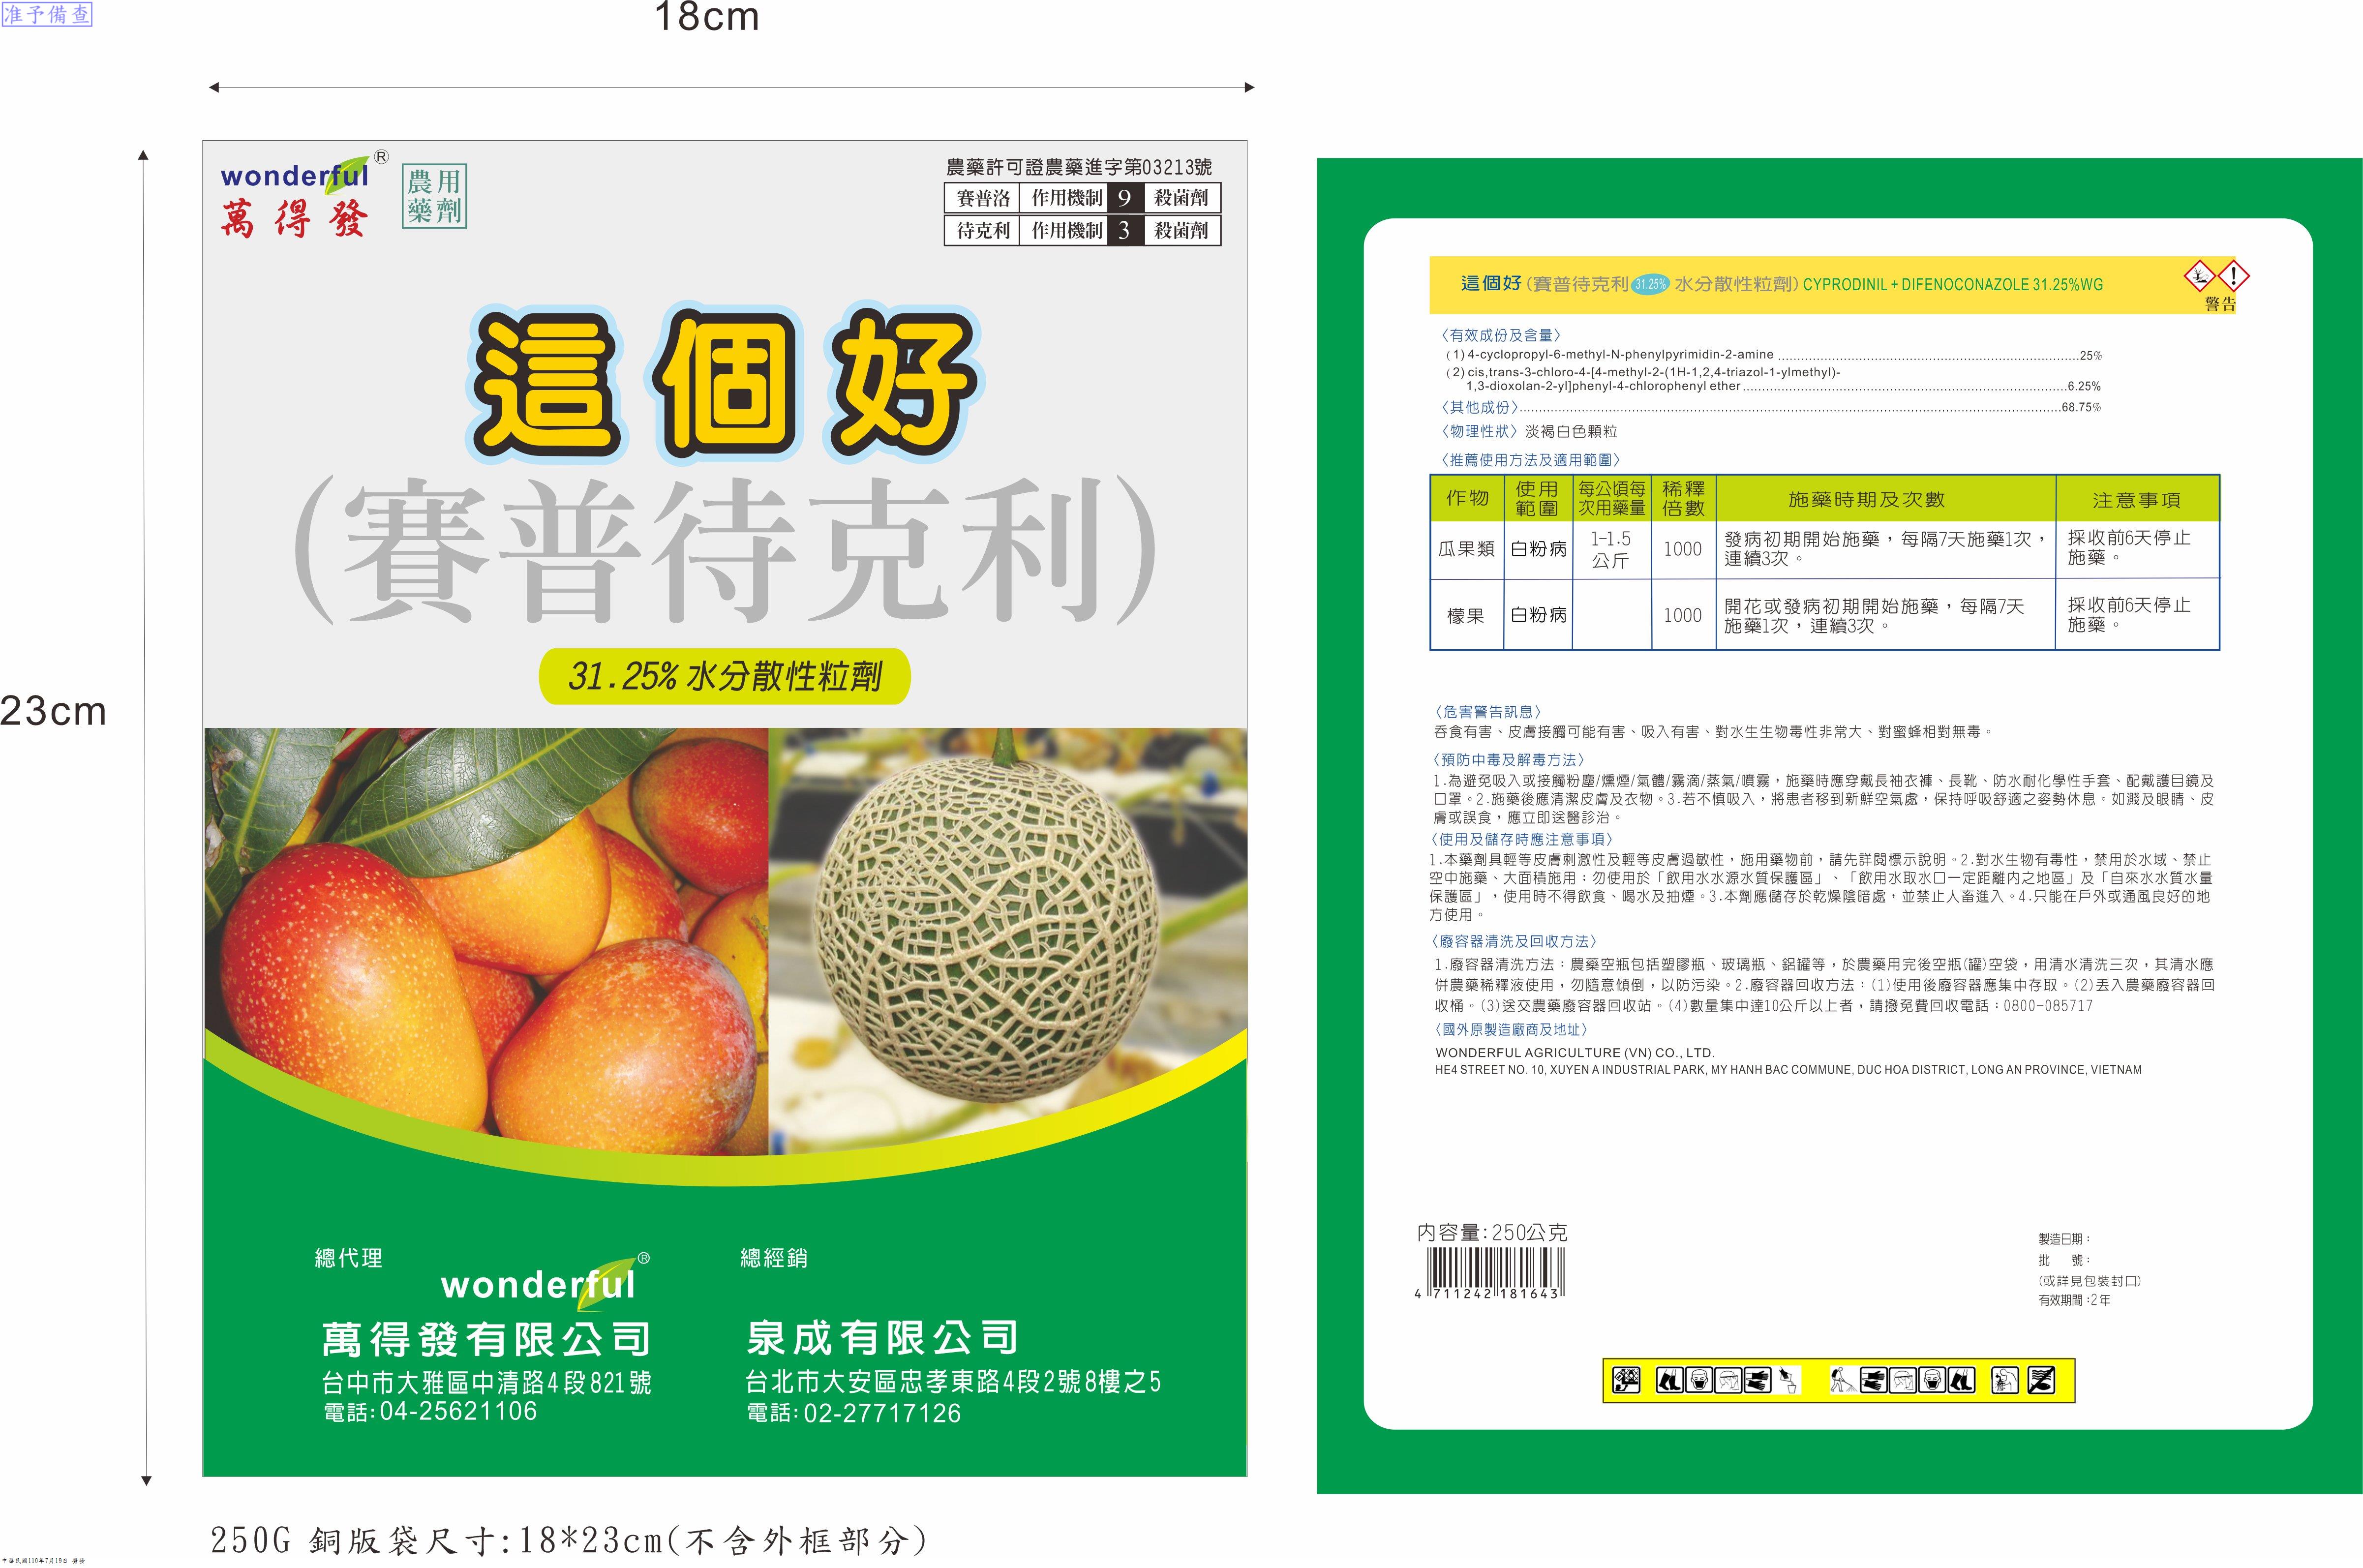 准予備查
18cm
23cm
wonderful®
萬得發
農用
藥劑
農藥許可證農藥進字第03213號
賽普洛 作用機制 9 殺菌劑
待克利 作用機制 3 殺菌劑
這個好
(賽普待克利)
31.25% 水分散性粒劑
總代理
wonderful®
萬得發有限公司
台中市大雅區中清路4段821號
電話:04-25621106
總經銷
泉成有限公司
台北市大安區忠孝東路4段2號8樓之5
電話:02-27717126
250G 銅版袋尺寸:18*23cm(不含外框部分)
中華民國110年7月19日
這個好(賽普待克利 31.25% 水分散性粒劑) CYPRODINIL + DIFENOCONAZOLE 31.25%WG
警告
〈有效成份及含量〉
(1) 4-cyclopropyl-6-methyl-N-phenylpyrimidin-2-amine ........ 25%
(2) cis,trans-3-chloro-4-[4-methyl-2-(1H-1,2,4-triazol-1-ylmethyl)-
1,3-dioxolan-2-yl]phenyl-4-chlorophenyl ether ........ 6.25%
〈其他成份〉........ 68.75%
〈物理性狀〉淡褐白色顆粒
〈推薦使用方法及適用範圍〉
作物 使用範圍 每公頃每次用藥量 稀釋倍數 施藥時期及次數 注意事項
瓜果類 白粉病 1-1.5公斤 1000 發病初期開始施藥，每隔7天施藥1次，連續3次。 採收前6天停止施藥。
檬果 白粉病 1000 開花或發病初期開始施藥，每隔7天施藥1次，連續3次。 採收前6天停止施藥。
〈危害警告訊息〉
吞食有害、皮膚接觸可能有害、吸入有害、對水生生物毒性非常大、對蜜蜂相對無毒。
〈預防中毒及解毒方法〉
1.為避免吸入或接觸粉塵/燻煙/氣體/霧滴/蒸氣/噴霧，施藥時應穿戴長袖衣褲、長靴、防水耐化學性手套、配戴護目鏡及
口罩。2.施藥後應清潔皮膚及衣物。3.若不慎吸入，將患者移到新鮮空氣處，保持呼吸舒適之姿勢休息。如濺及眼睛、皮
膚或誤食，應立即送醫診治。
〈使用及儲存時應注意事項〉
1.本藥劑具輕等皮膚刺激性及輕等皮膚過敏性，施用藥物前，請先詳閱標示說明。2.對水生物有毒性，禁用於水域、禁止
空中施藥、大面積施用；勿使用於「飲用水水源水質保護區」、「飲用水取水口一定距離內之地區」及「自來水水質水量
保護區」，使用時不得飲食、喝水及抽煙。3.本劑應儲存於乾燥陰暗處，並禁止人畜進入。4.只能在戶外或通風良好的地
方使用。
〈廢容器清洗及回收方法〉
1.廢容器清洗方法：農藥空瓶包括塑膠瓶、玻璃瓶、鋁罐等，於農藥用完後空瓶(罐)空袋，用清水清洗三次，其清水應
併農藥稀釋液使用，勿隨意傾倒，以防污染。2.廢容器回收方法：(1)使用後廢容器應集中存取。(2)丟入農藥廢容器回
收桶。(3)送交農藥廢容器回收站。(4)數量集中達10公斤以上者，請撥免費回收電話：0800-085717
〈國外原製造廠商及地址〉
WONDERFUL AGRICULTURE (VN) CO., LTD.
HE4 STREET NO. 10, XUYEN A INDUSTRIAL PARK, MY HANH BAC COMMUNE, DUC HOA DISTRICT, LONG AN PROVINCE, VIETNAM
內容量:250公克
4 711242 181643
製造日期：
批 號：
(或詳見包裝封口)
有效期間:2年